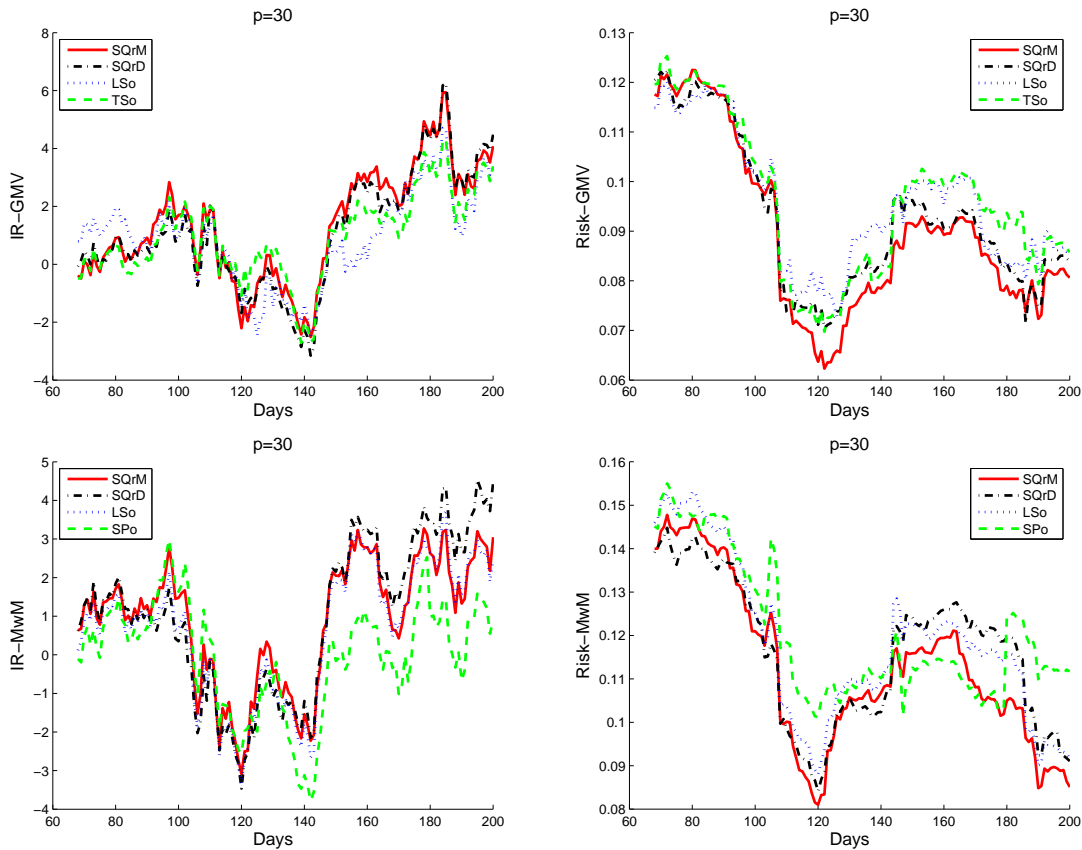 p=30
8
6
4
2
0
−2
−4
IR−GMV
60 80 100 120 140 160 180 200
Days
SQrM
SQrD
LSo
TSo
p=30
0.13
0.12
0.11
0.1
0.09
0.08
0.07
0.06
Risk−GMV
60 80 100 120 140 160 180 200
Days
SQrM
SQrD
LSo
TSo
p=30
5
4
3
2
1
0
−1
−2
−3
−4
IR−MwM
60 80 100 120 140 160 180 200
Days
SQrM
SQrD
LSo
SPo
p=30
0.16
0.15
0.14
0.13
0.12
0.11
0.1
0.09
0.08
Risk−MwM
60 80 100 120 140 160 180 200
Days
SQrM
SQrD
LSo
SPo